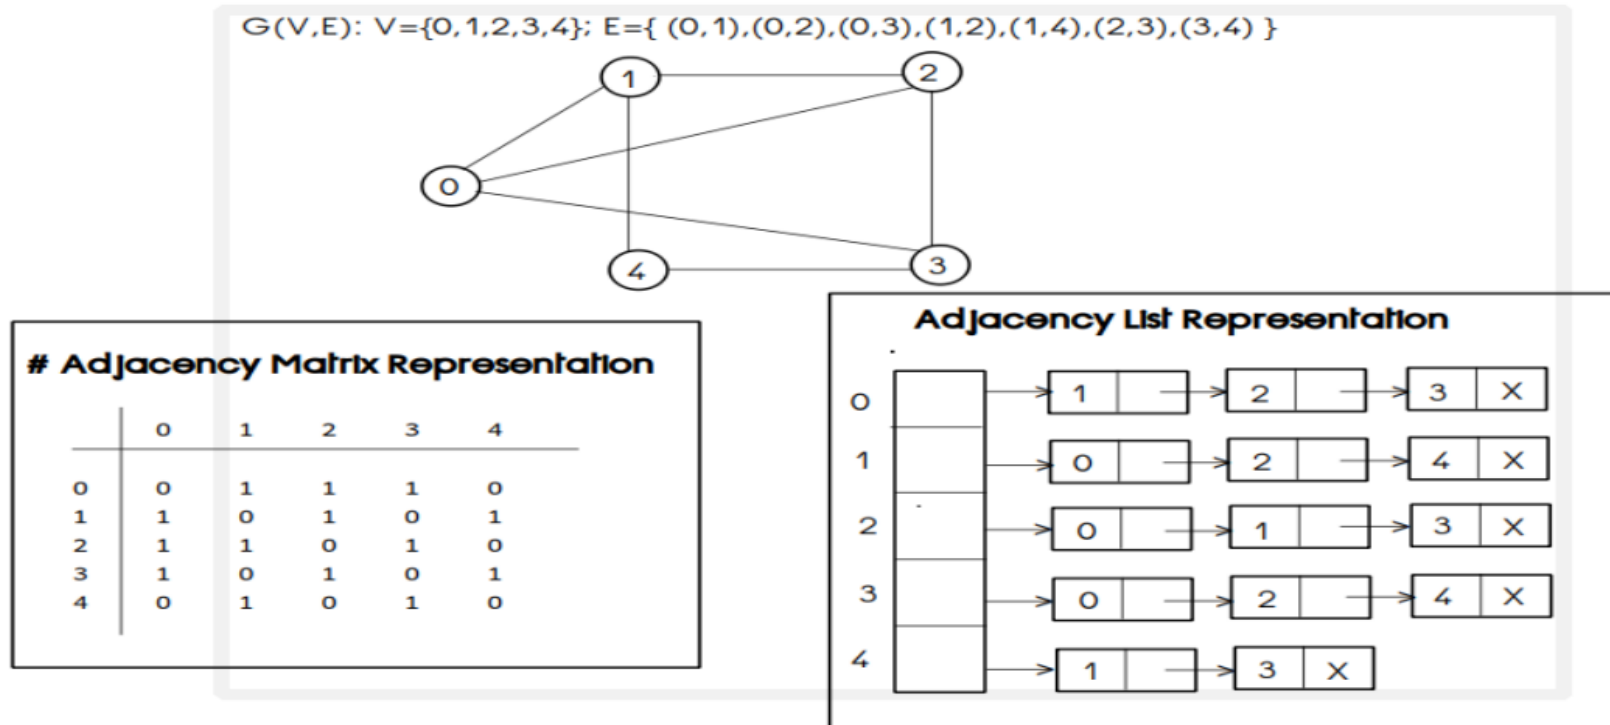 G(V,E): V={0,1,2,3,4}; E={ (0,1),(0,2),(0,3),(1,2),(1,4),(2,3),(3,4) }
1 2
0
4 3
# Adjacency Matrix Representation
0 1 2 3 4
0 0 1 1 1 0
1 1 0 1 0 1
2 1 1 0 1 0
3 1 0 1 0 1
4 0 1 0 1 0
Adjacency List Representation
0 1 2 3 X
1 0 2 4 X
2 0 1 3 X
3 0 2 4 X
4 1 3 X